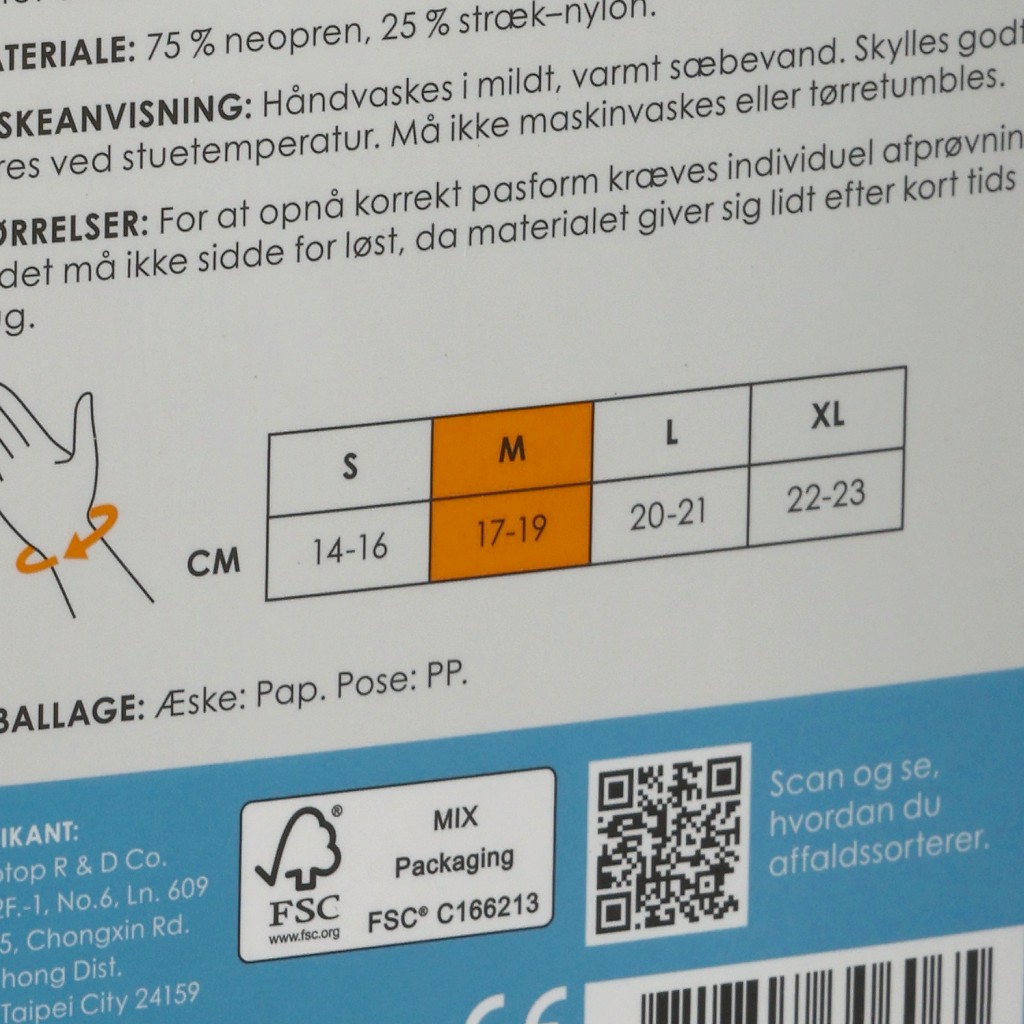 ATERIALE: 75 % neopren, 25 % stræk-nylon.
SKEANVISNING: Håndvaskes i mildt, varmt sæbevand. Skylles godt
res ved stuetemperatur. Må ikke maskinvaskes eller tørretumbles.
ØRRELSER: For at opnå korrekt pasform kræves individuel afprøvnin
det må ikke sidde for løst, da materialet giver sig lidt efter kort tids
g.
S M L XL
CM 14-16 17-19 20-21 22-23
BALLAGE: Æske: Pap. Pose: PP.
IKANT:
otop R & D Co.
2F.-1, No.6, Ln. 609
5, Chongxin Rd.
hong Dist.
Taipei City 24159
FSC®
www.fsc.org
MIX
Packaging
FSC® C166213
Scan og se,
hvordan du
affaldssorterer.
CE